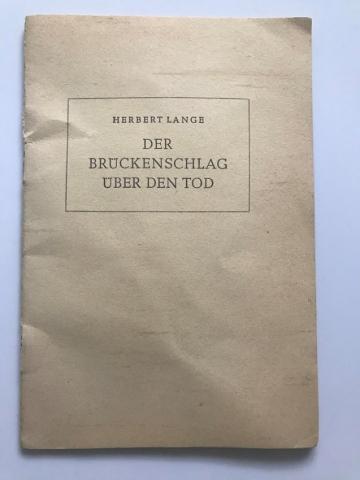 HERBERT LANGE
DER
BRÜCKENSCHLAG
ÜBER DEN TOD